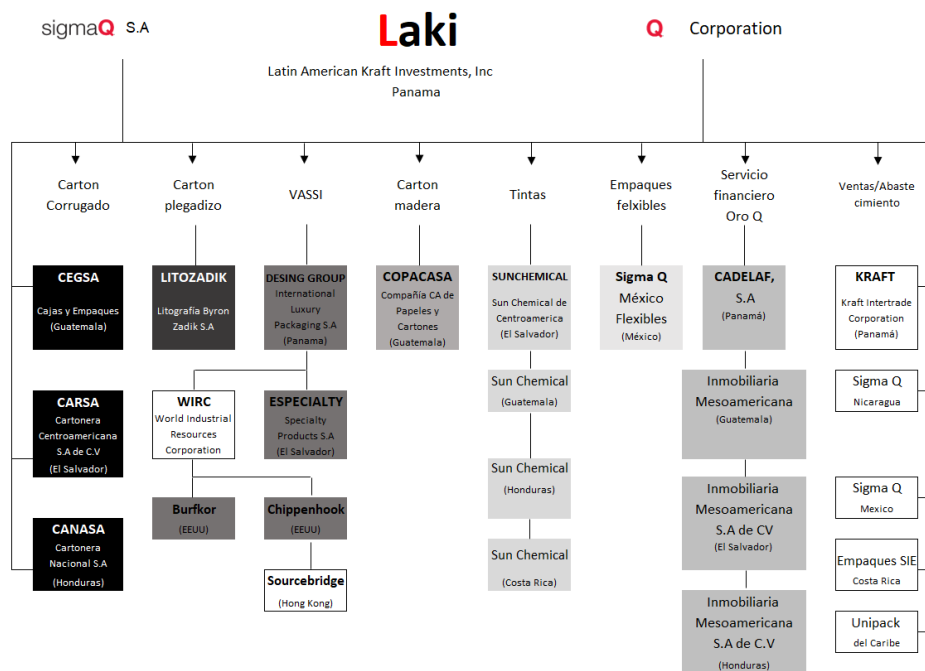 sigmaQ S.A
Laki
Latin American Kraft Investments, Inc
Panama
Q Corporation
Carton
Corrugado
Carton
plegadizo
VASSI
Carton
madera
Tintas
Empaques
felxibles
Servicio
financiero
Oro Q
Ventas/Abaste
cimiento
CEGSA
Cajas y Empaques
(Guatemala)
LITOZADIK
Litografía Byron
Zadik S.A
DESING GROUP
International
Luxury
Packaging S.A
(Panama)
COPACASA
Compañía CA de
Papeles y
Cartones
(Guatemala)
SUNCHEMICAL
Sun Chemical de
Centroamerica
(El Salvador)
Sigma Q
México
Flexibles
(México)
CADELAF,
S.A
(Panamá)
KRAFT
Kraft Intertrade
Corporation
(Panamá)
CARSA
Cartonera
Centroamericana
S.A de C.V
(El Salvador)
WIRC
World Industrial
Resources
Corporation
ESPECIALTY
Specialty
Products S.A
(El Salvador)
Sun Chemical
(Guatemala)
Inmobiliaria
Mesoamericana
(Guatemala)
Sigma Q
Nicaragua
CANASA
Cartonera
Nacional S.A
(Honduras)
Burfkor
(EEUU)
Chippenhook
(EEUU)
Sourcebridge
(Hong Kong)
Sun Chemical
(Honduras)
Sun Chemical
(Costa Rica)
Inmobiliaria
Mesoamericana
S.A de CV
(El Salvador)
Inmobiliaria
Mesoamericana
S.A de C.V
(Honduras)
Sigma Q
Mexico
Empaques SIE
Costa Rica
Unipack
del Caribe